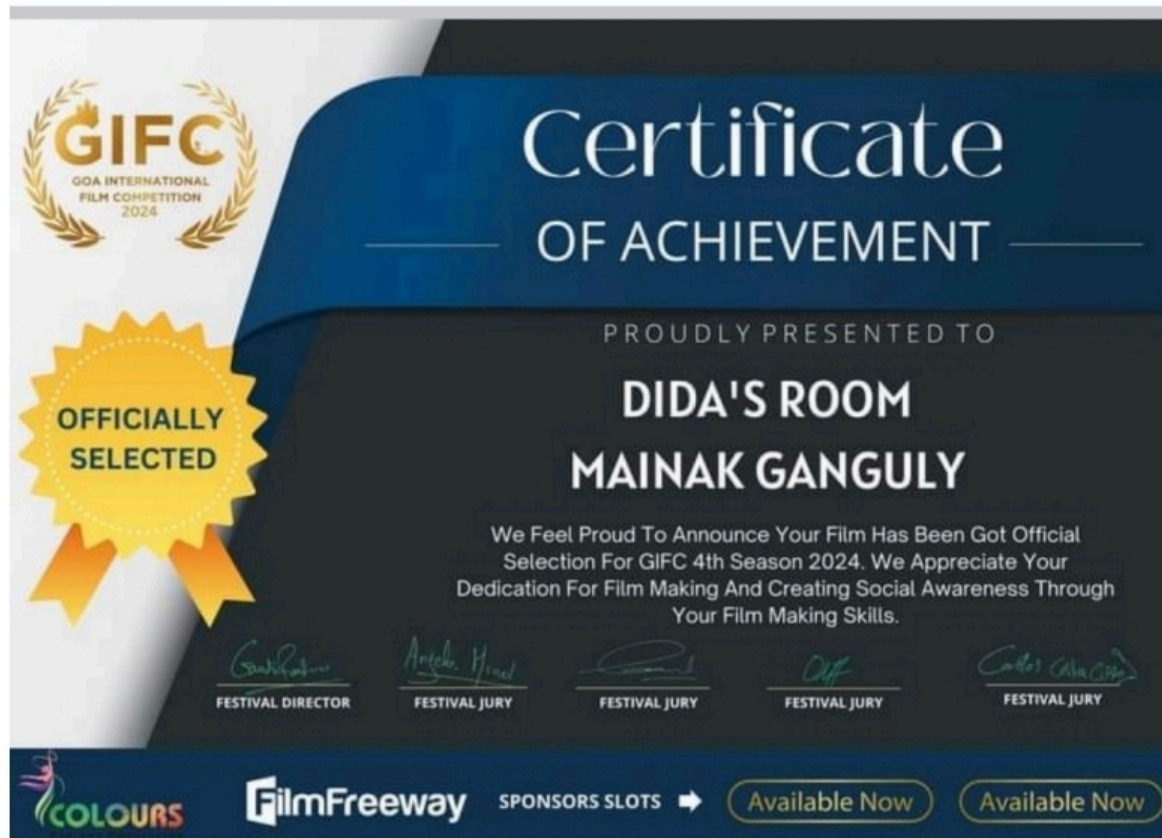 GIFC
GOA INTERNATIONAL
FILM COMPETITION
2024
Certificate
OF ACHIEVEMENT
PROUDLY PRESENTED TO
DIDA'S ROOM
MAINAK GANGULY
OFFICIALLY
SELECTED
We Feel Proud To Announce Your Film Has Been Got Official
Selection For GIFC 4th Season 2024. We Appreciate Your
Dedication For Film Making And Creating Social Awareness Through
Your Film Making Skills.
Angela
Carlos
FESTIVAL DIRECTOR
FESTIVAL JURY
FESTIVAL JURY
FESTIVAL JURY
FESTIVAL JURY
COLOURS
FilmFreeway
SPONSORS SLOTS
Available Now
Available Now